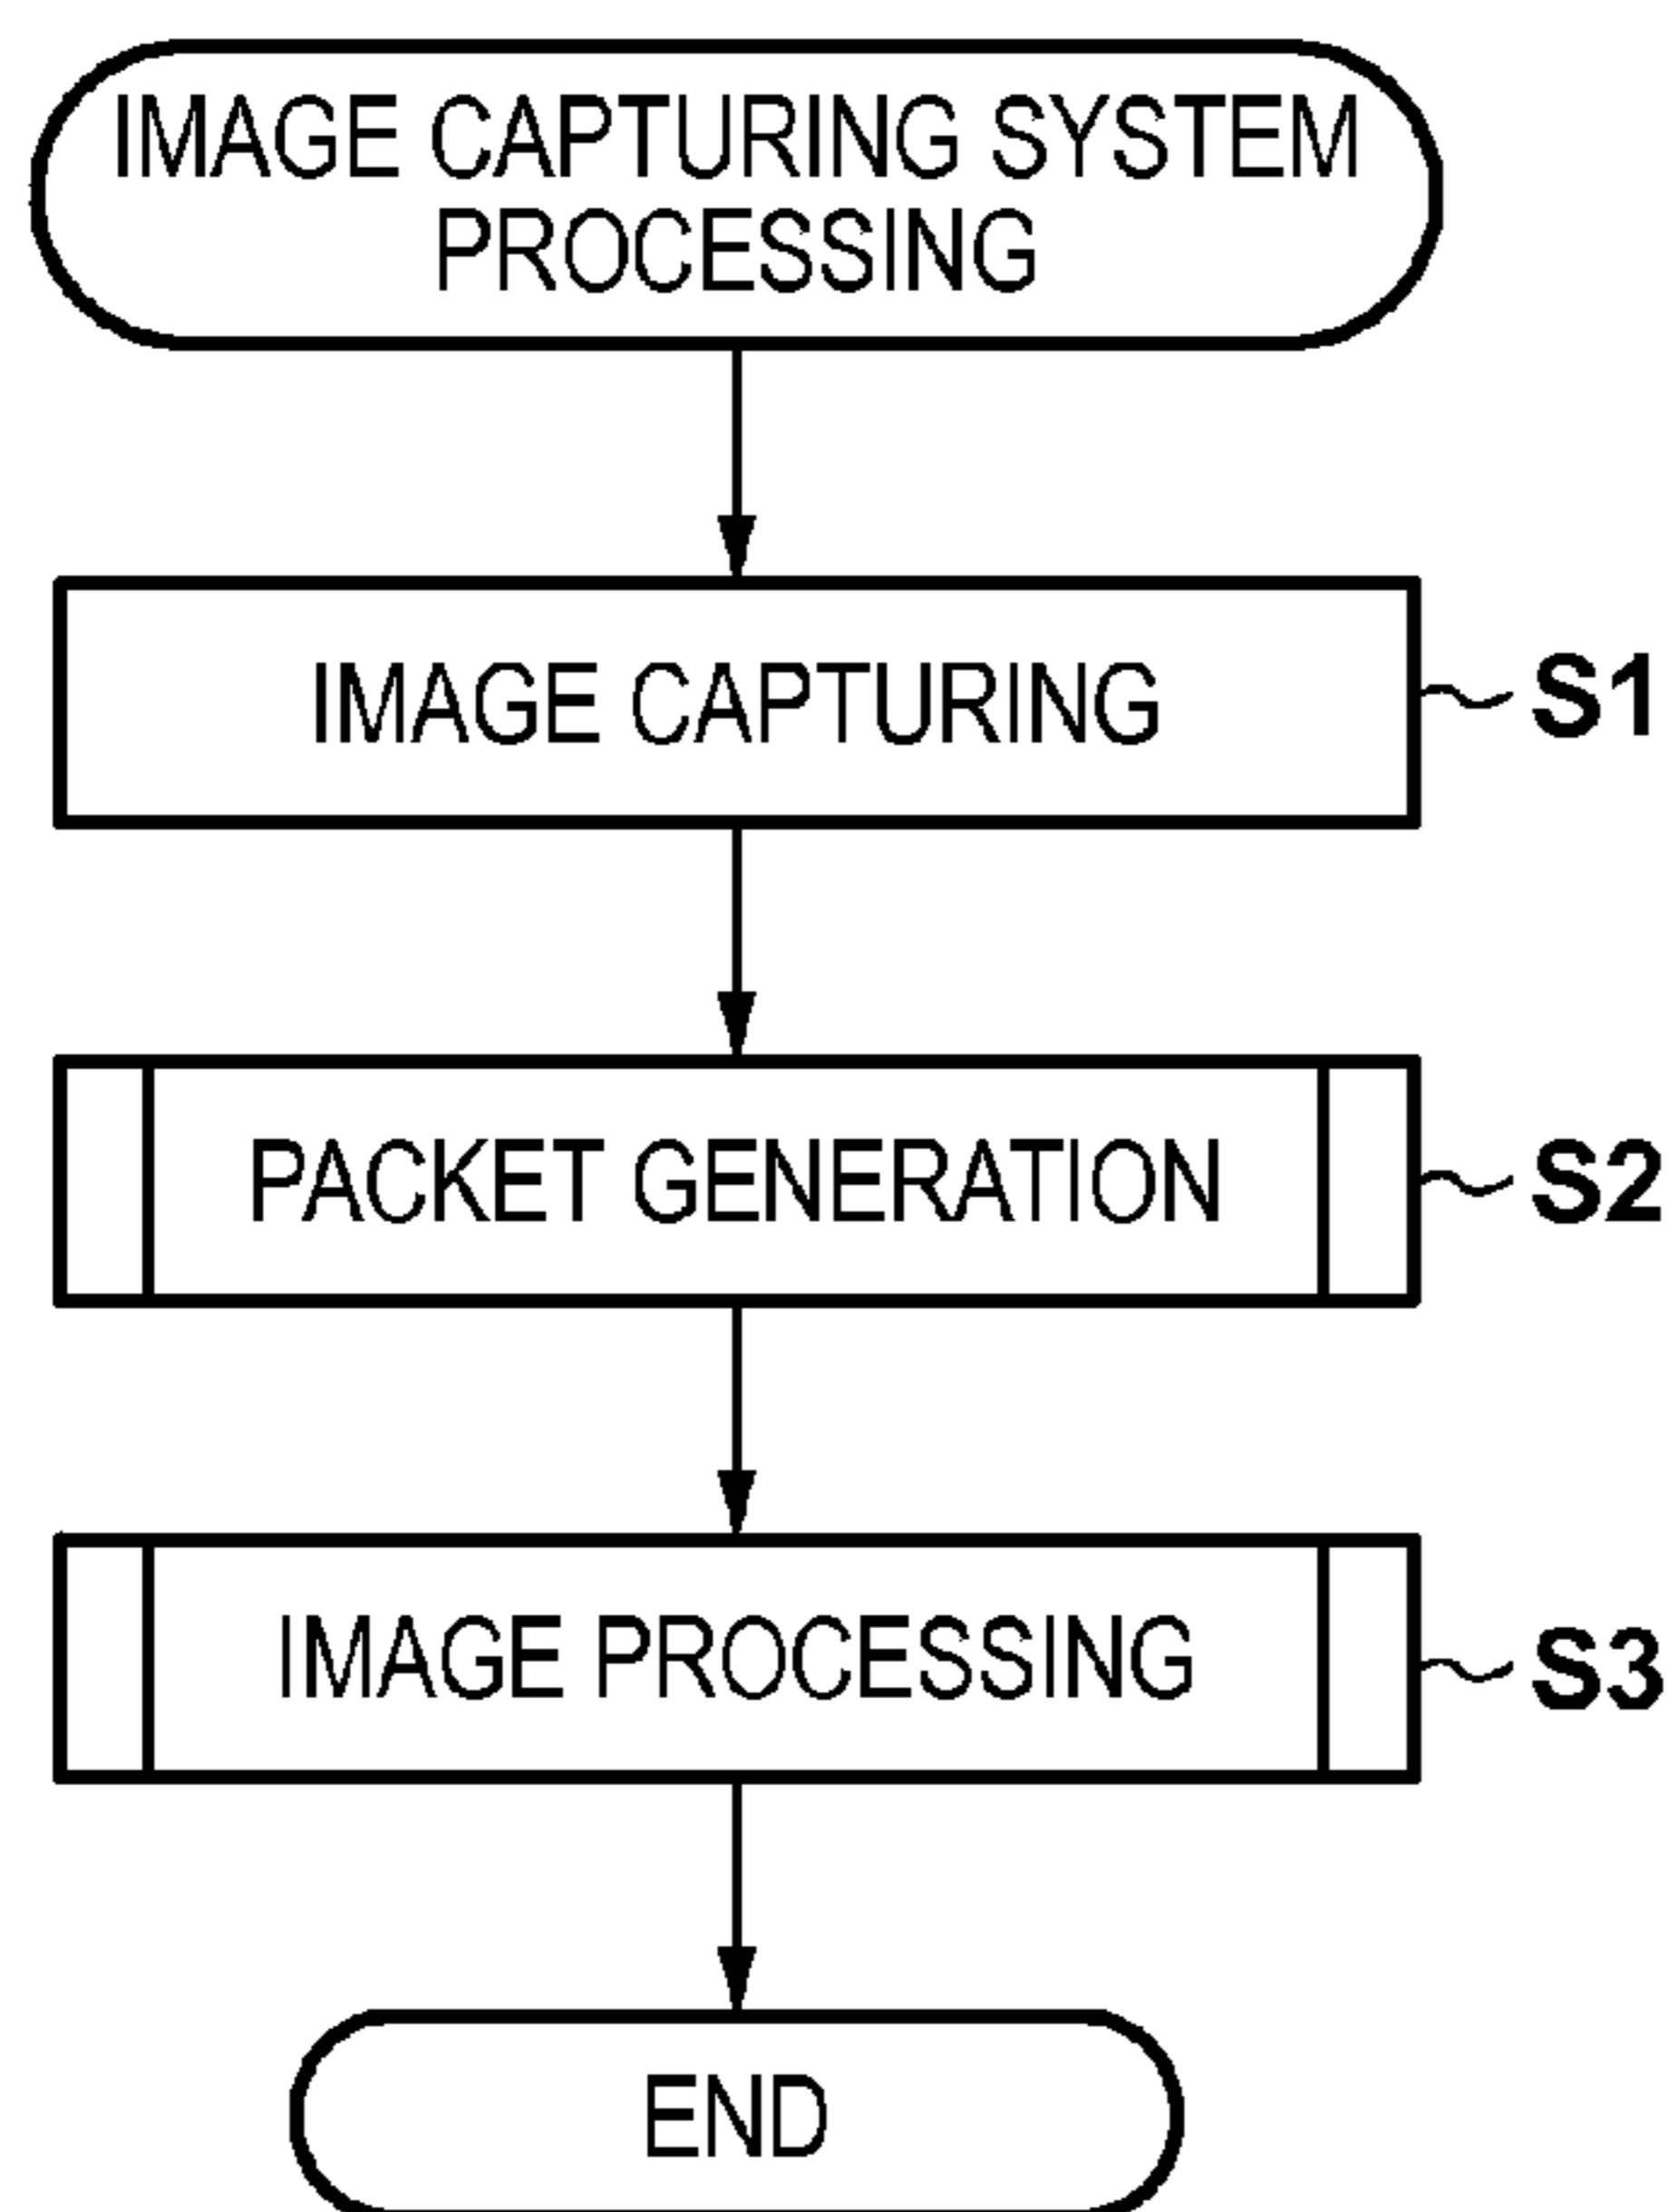 IMAGE CAPTURING SYSTEM
PROCESSING
IMAGE CAPTURING
S1
PACKET GENERATION
S2
IMAGE PROCESSING
S3
END